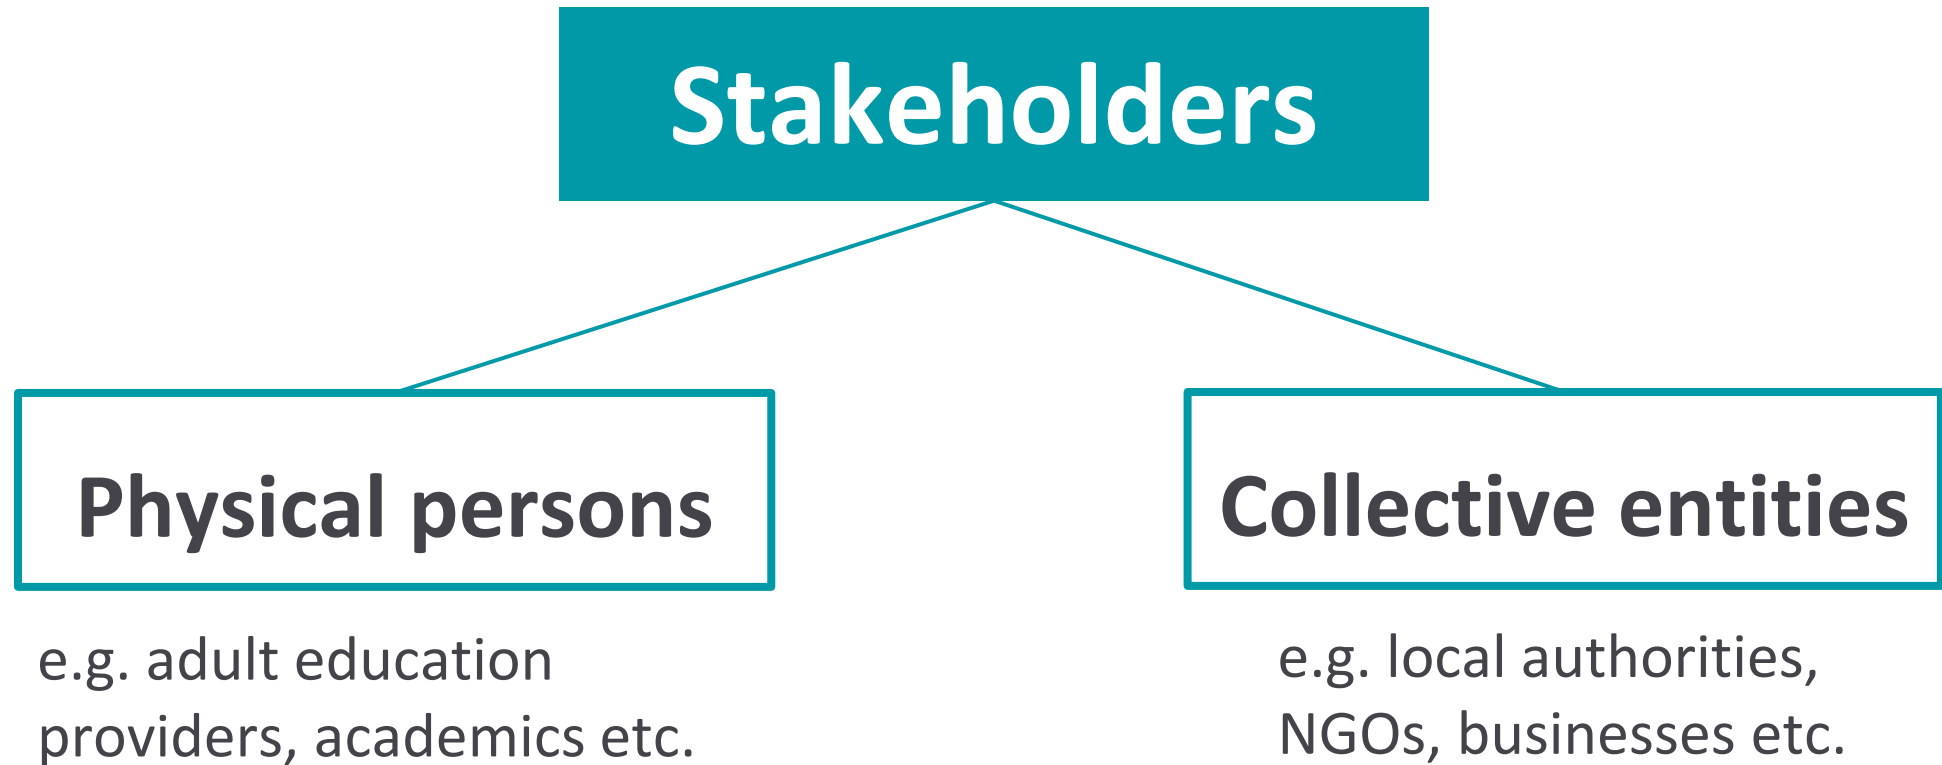 Stakeholders
Physical persons
Collective entities
e.g. adult education
providers, academics etc.
e.g. local authorities,
NGOs, businesses etc.